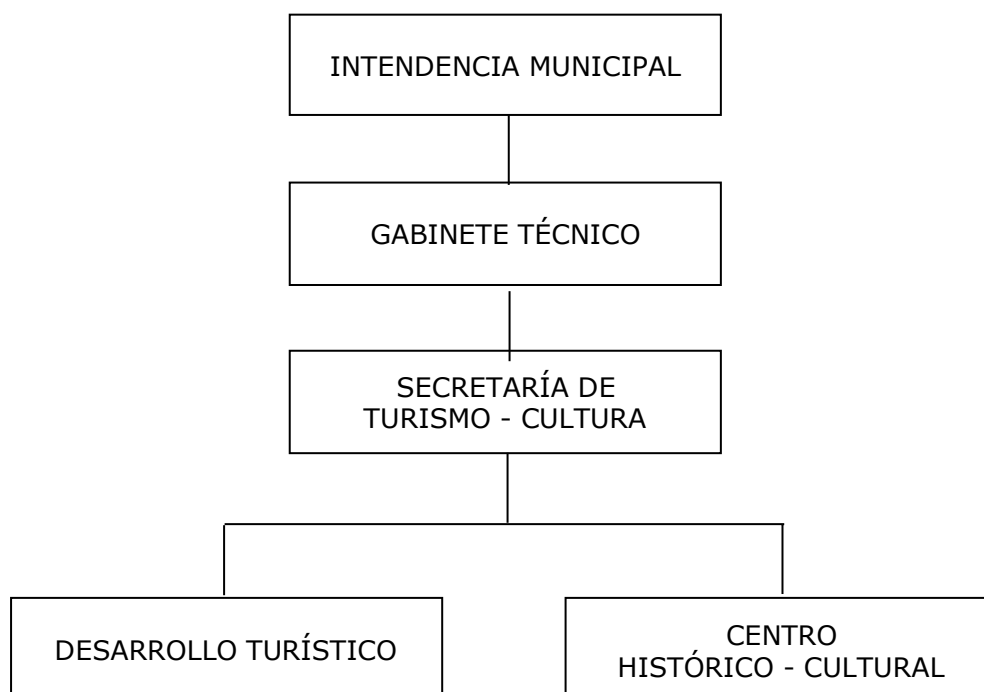 INTENDENCIA MUNICIPAL
GABINETE TÉCNICO
SECRETARÍA DE
TURISMO - CULTURA
DESARROLLO TURÍSTICO
CENTRO
HISTÓRICO - CULTURAL